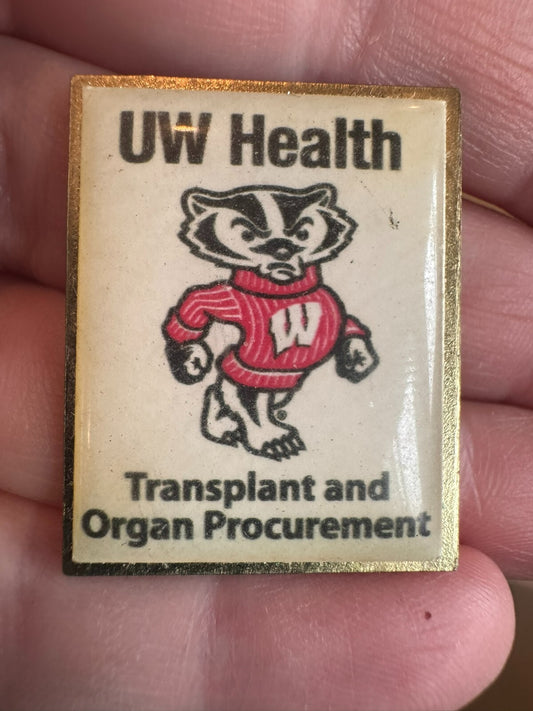 UW Health
W
Transplant and
Organ Procurement